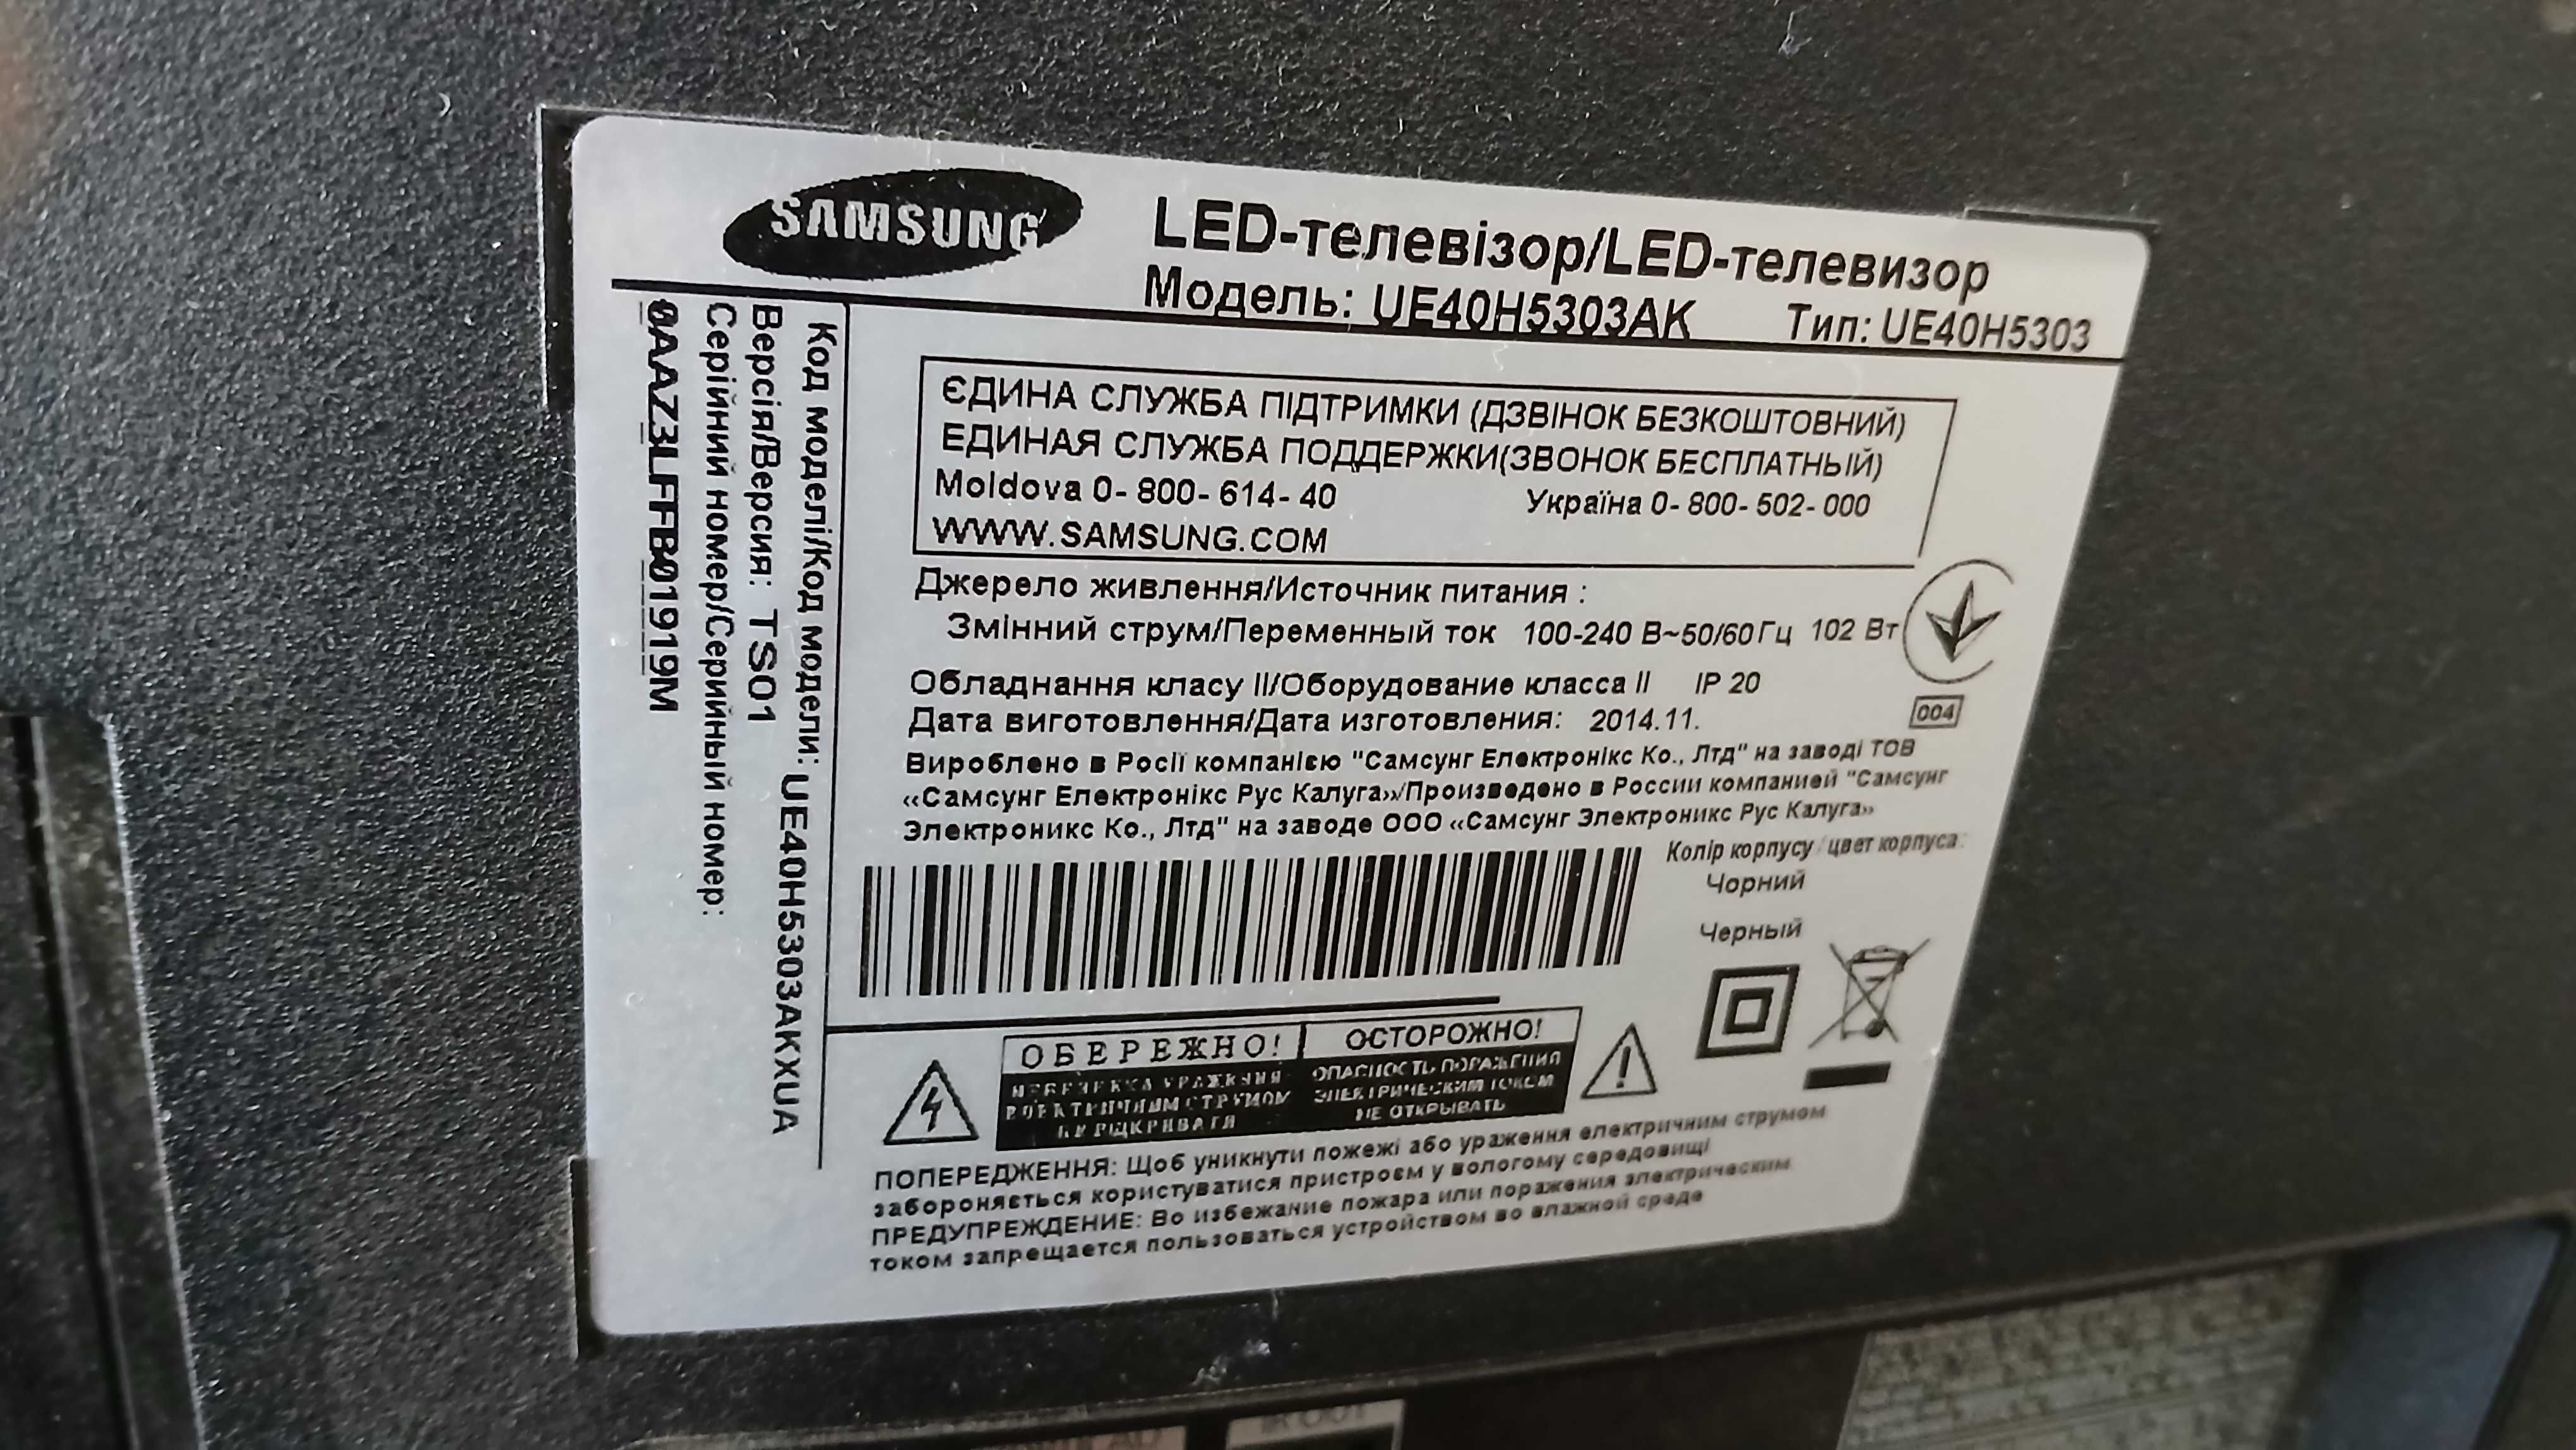 SAMSUNG
LED-телевізор/LED-телевизор
Модель: UE40H5303AK Тип: UE40H5303
Код моделі/Код модели: UE40H5303AKXUA
Версія/Версия: TS01
Серійний номер/Серийный номер:
0AAZ3LFFB01919M
ЄДИНА СЛУЖБА ПІДТРИМКИ (ДЗВІНОК БЕЗКОШТОВНИЙ)
ЕДИНАЯ СЛУЖБА ПОДДЕРЖКИ(ЗВОНОК БЕСПЛАТНЫЙ)
Moldova 0-800-614-40 Україна 0-800-502-000
WWW.SAMSUNG.COM
Джерело живлення/Источник питания :
Змінний струм/Переменный ток 100-240 В~50/60Гц 102 Вт
Обладнання класу II/Оборудование класса II IP 20
Дата виготовлення/Дата изготовления: 2014.11.
004
Вироблено в Росії компанією "Самсунг Електронікс Ко., Лтд" на заводі ТОВ
«Самсунг Електронікс Рус Калуга»/Произведено в России компанией "Самсунг
Электроникс Ко., Лтд" на заводе ООО «Самсунг Электроникс Рус Калуга»
Колір корпусу / цвет корпуса:
Чорний
Черный
ОБЕРЕЖНО!
НЕБЕЗПЕКА УРАЖЕННЯ
ЕЛЕКТРИЧНИМ СТРУМОМ
НЕ ВІДКРИВАТИ
ОСТОРОЖНО!
ОПАСНОСТЬ ПОРАЖЕНИЯ
ЭЛЕКТРИЧЕСКИМ ТОКОМ
НЕ ОТКРЫВАТЬ
ПОПЕРЕДЖЕННЯ: Щоб уникнути пожежі або ураження електричним струмом
забороняється користуватися пристроєм у вологому середовищі
ПРЕДУПРЕЖДЕНИЕ: Во избежание пожара или поражения электрическим
током запрещается пользоваться устройством во влажной среде